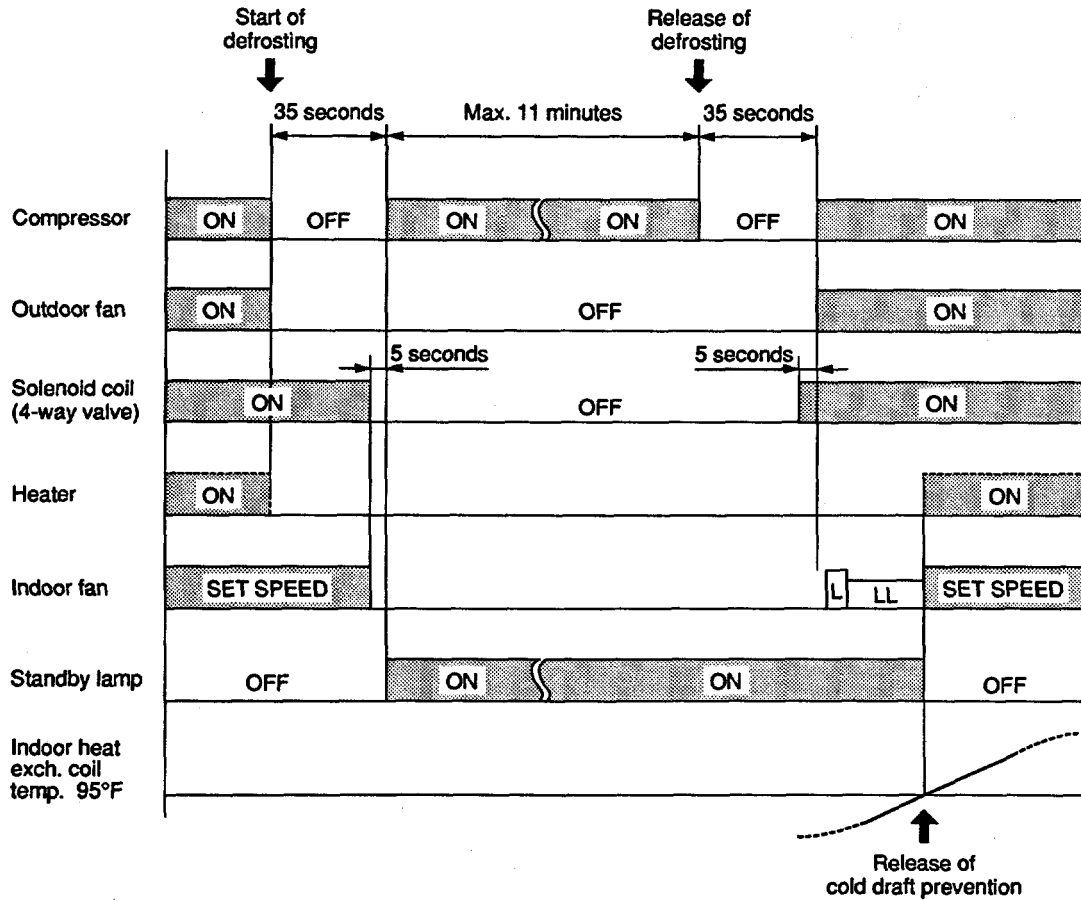 Start of
defrosting
Release of
defrosting
35 seconds
Max. 11 minutes
35 seconds
Compressor
ON
OFF
ON
ON
OFF
ON
Outdoor fan
ON
OFF
ON
5 seconds
5 seconds
Solenoid coil
(4-way valve)
ON
OFF
ON
Heater
ON
ON
Indoor fan
SET SPEED
L
LL
SET SPEED
Standby lamp
OFF
ON
ON
OFF
Indoor heat
exch. coil
temp. 95°F
Release of
cold draft prevention